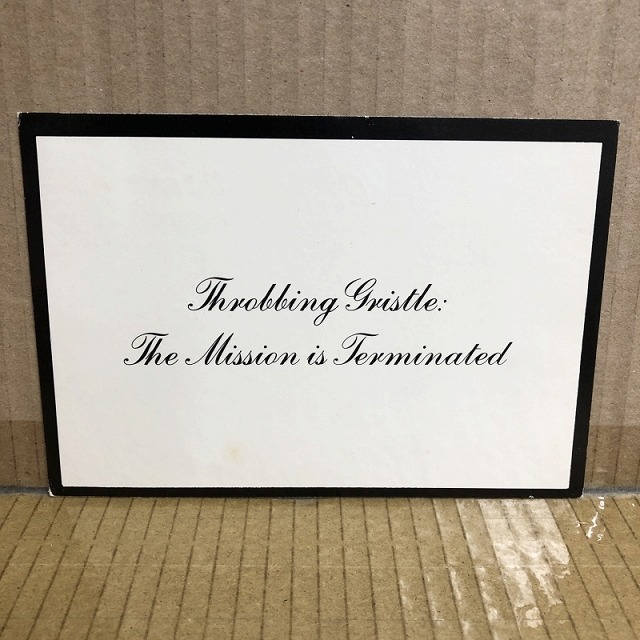 Throbbing Gristle:
The Mission is Terminated